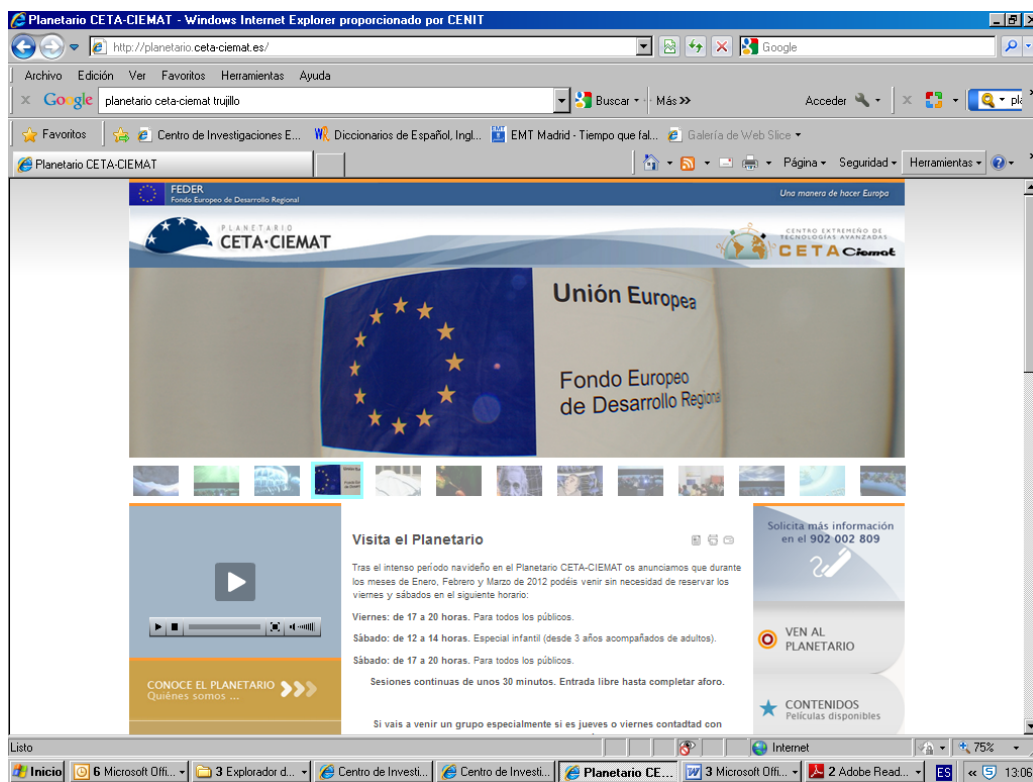 Planetario CETA-CIEMAT - Windows Internet Explorer proporcionado por CENIT
http://planetario.ceta-ciemat.es/
Google
Archivo Edición Ver Favoritos Herramientas Ayuda
Google planetario ceta-ciemat trujillo Buscar Más >> Acceder
Favoritos Centro de Investigaciones E... Diccionarios de Español, Ingl... EMT Madrid - Tiempo que fal... Galería de Web Slice
Planetario CETA-CIEMAT Página Seguridad Herramientas
FEDER
Fondo Europeo de Desarrollo Regional
Una manera de hacer Europa
PLANETARIO
CETA·CIEMAT
CENTRO EXTREMEÑO DE
TECNOLOGÍAS AVANZADAS
CETA Ciemat
Unión Europea
Fondo Europeo
de Desarrollo Regional
Visita el Planetario
Tras el intenso período navideño en el Planetario CETA-CIEMAT os anunciamos que durante
los meses de Enero, Febrero y Marzo de 2012 podéis venir sin necesidad de reservar los
viernes y sábados en el siguiente horario:
Viernes: de 17 a 20 horas. Para todos los públicos.
Sábado: de 12 a 14 horas. Especial infantil (desde 3 años acompañados de adultos).
Sábado: de 17 a 20 horas. Para todos los públicos.
Sesiones continuas de unos 30 minutos. Entrada libre hasta completar aforo.
Si vais a venir un grupo especialmente si es jueves o viernes contadtad con
CONOCE EL PLANETARIO
Quiénes somos ...
Solicita más información
en el 902 002 809
VEN AL
PLANETARIO
CONTENIDOS
Películas disponibles
Listo Internet 75%
Inicio 6 Microsoft Offi... 3 Explorador d... Centro de Investi... Centro de Investi... Planetario CE... 3 Microsoft Offi... 2 Adobe Read... ES « 13:06